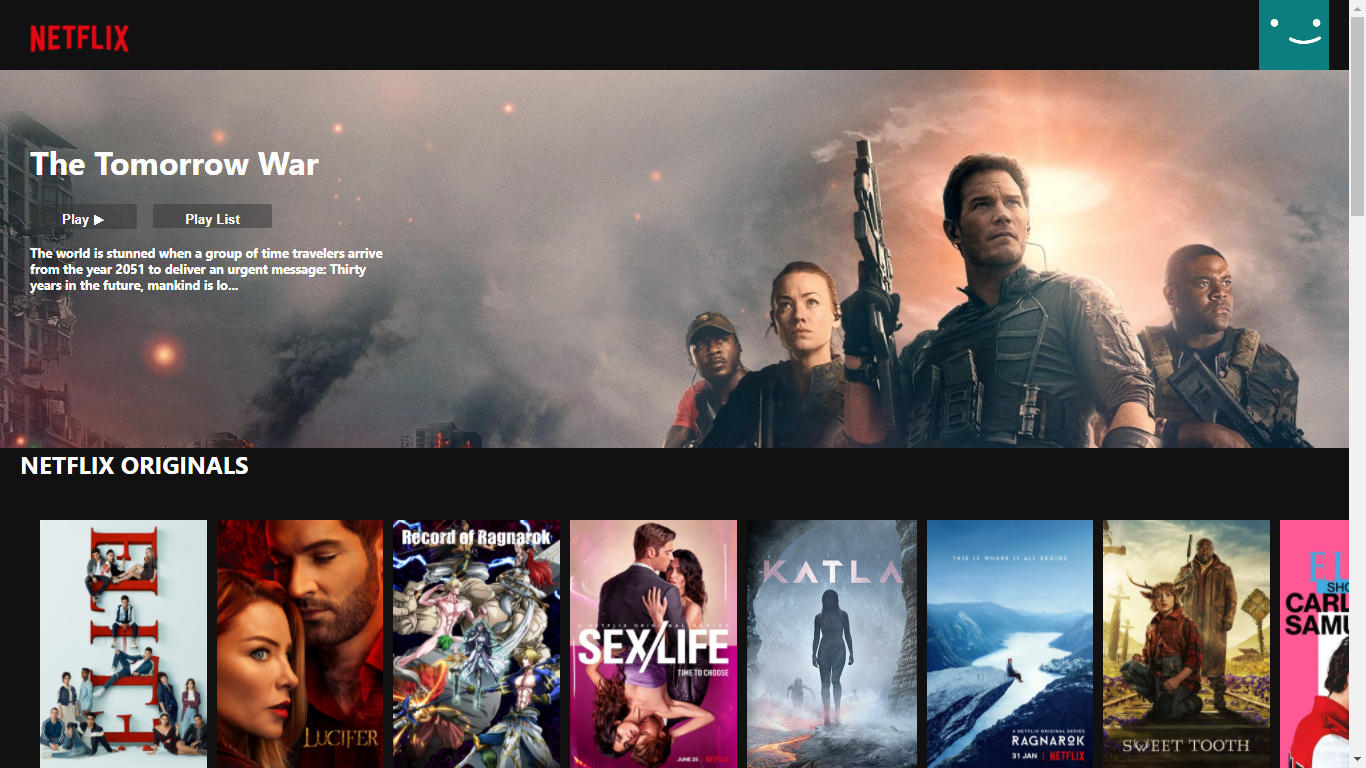 NETFLIX
The Tomorrow War
Play ▶
Play List
The world is stunned when a group of time travelers arrive
from the year 2051 to deliver an urgent message: Thirty
years in the future, mankind is lo...
NETFLIX ORIGINALS
ELITE
LUCIFER
Record of Ragnarok
A NETFLIX ORIGINAL SERIES
SEX/LIFE
TIME TO CHOOSE
JUNE 25 | NETFLIX
KATLA
THIS IS WHERE IT ALL BEGINS
A NETFLIX ORIGINAL SERIES
RAGNARØK
31 JAN | NETFLIX
SWEET TOOTH
EL
SHO
CARL
SAMU